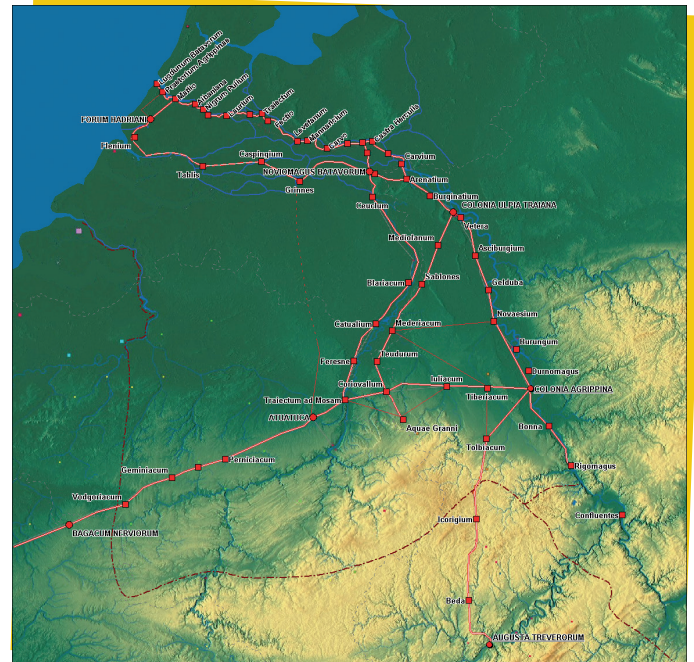 Lugdunum Batavorum
Praetorium Agrippinae
Matilo
Albaniana
Nigrum Pullum
Laurium
Traiectum
Fectio
Levefanum
Mannaricium
Carvo
Castra Herculis
FORUM HADRIANI
Flenium
Tablis
Caspingium
Grinnes
NOVIOMAGUS BATAVORUM
Carvium
Arenatium
Burginatium
COLONIA ULPIA TRAIANA
Vetera
Ceuclum
Mediolanum
Asciburgium
Blariacum
Sablones
Gelduba
Catualium
Mederiacum
Novaesium
Burungum
Feresne
Teudurum
Durnomagus
Coriovallum
Iuliacum
Tiberiacum
COLONIA AGRIPPINA
Traiectum ad Mosam
ATUATUCA
Aquae Granni
Bonna
Tolbiacum
Perniciacum
Geminiacum
Rigomagus
Vodgoriacum
Icorigium
Confluentes
BAGACUM NERVIORUM
Beda
AUGUSTA TREVERORUM